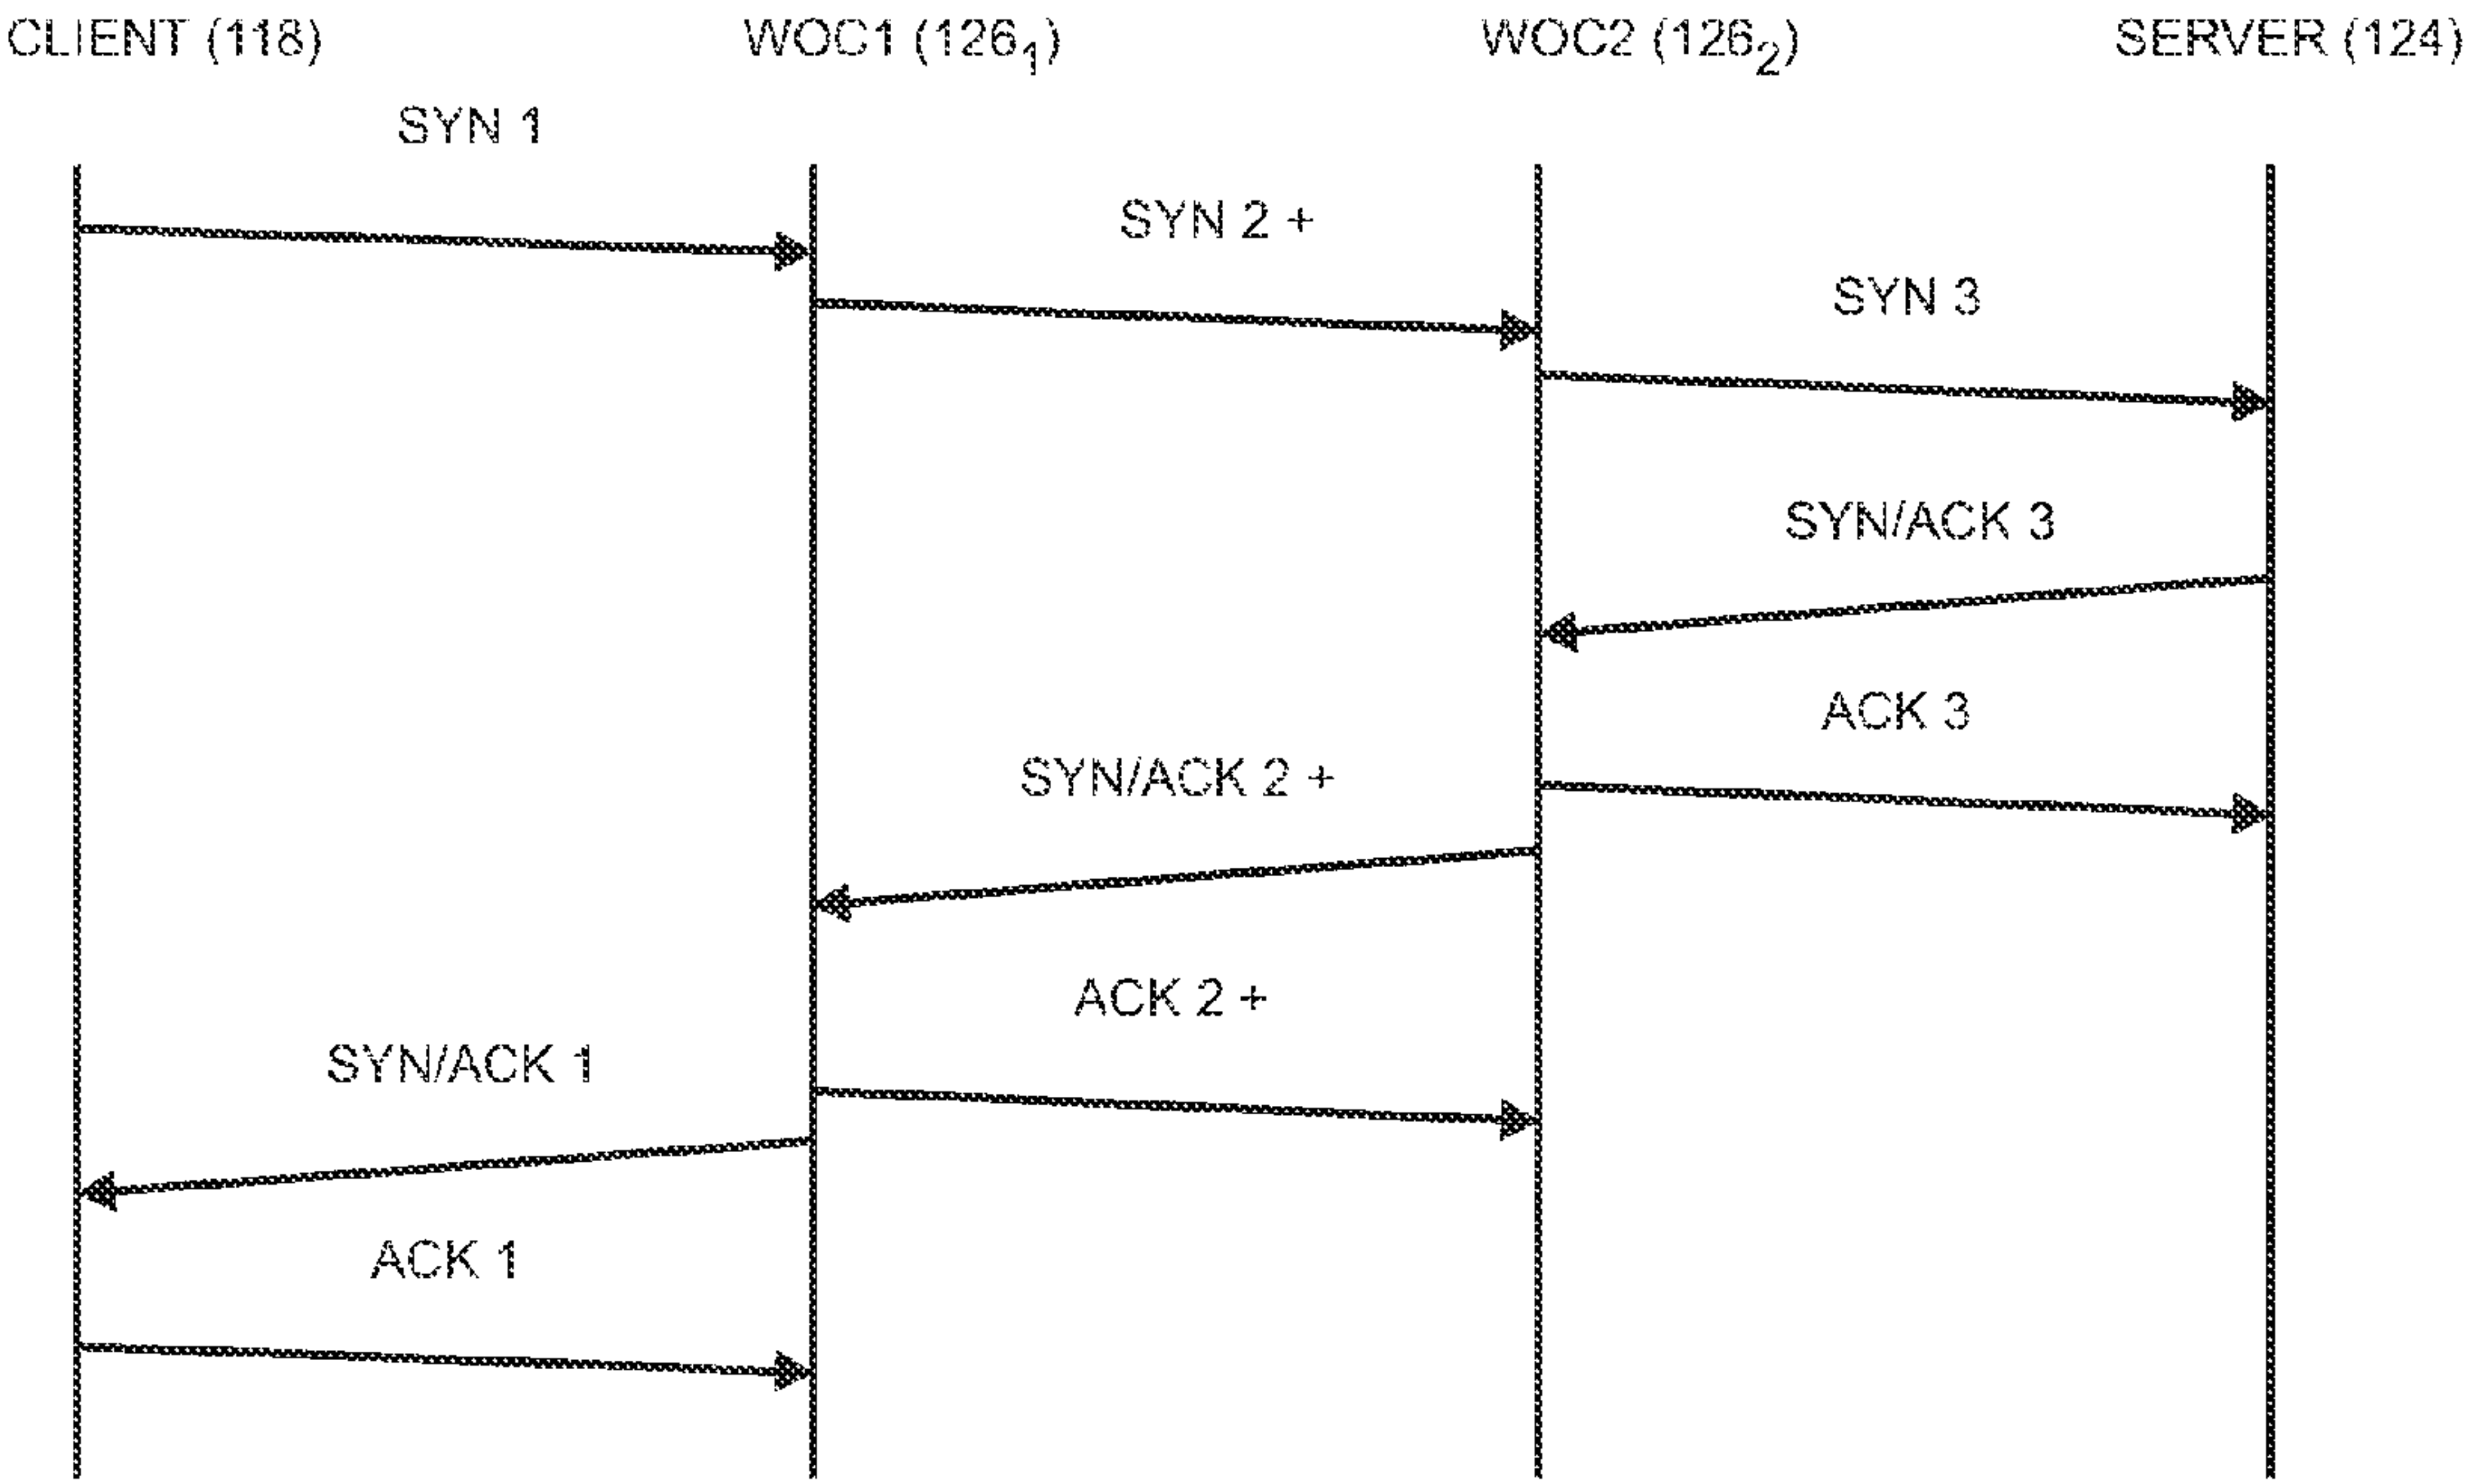 CLIENT (118) WOC1 (126₁) WOC2 (126₂) SERVER (124)
SYN 1
SYN 2 +
SYN 3
SYN/ACK 3
ACK 3
SYN/ACK 2 +
ACK 2 +
SYN/ACK 1
ACK 1